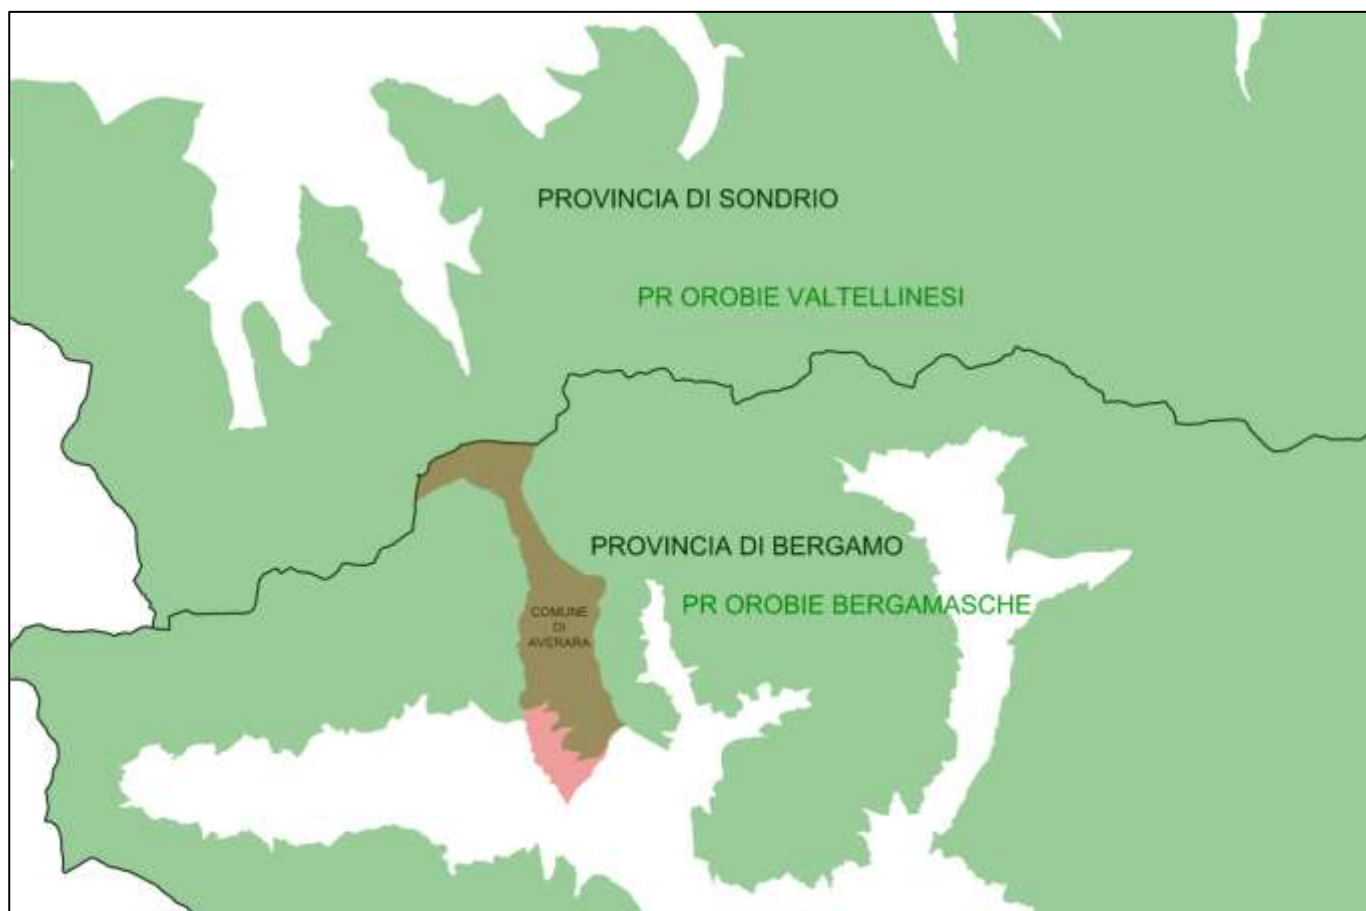 PROVINCIA DI SONDRIO
PR OROBIE VALTELLINESI
PROVINCIA DI BERGAMO
PR OROBIE BERGAMASCHE
COMUNE
DI
AVERARA